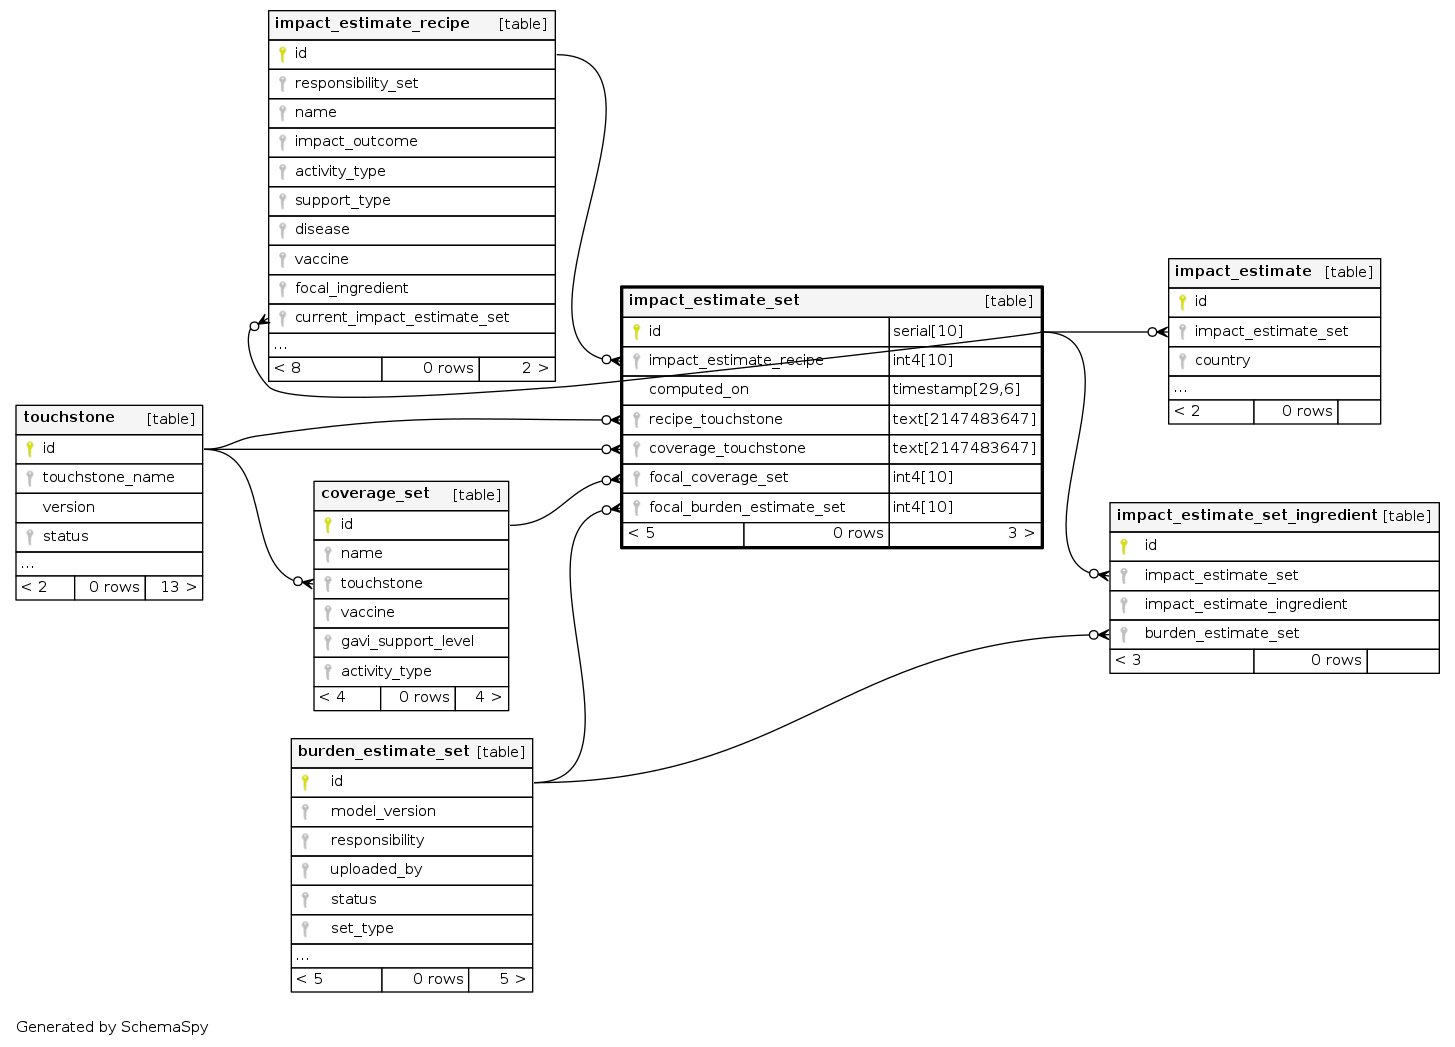 impact_estimate_recipe [table]
id
responsibility_set
name
impact_outcome
activity_type
support_type
disease
vaccine
focal_ingredient
current_impact_estimate_set
...
< 8 0 rows 2 >
impact_estimate_set [table]
id serial[10]
impact_estimate_recipe int4[10]
computed_on timestamp[29,6]
recipe_touchstone text[2147483647]
coverage_touchstone text[2147483647]
focal_coverage_set int4[10]
focal_burden_estimate_set int4[10]
< 5 0 rows 3 >
impact_estimate [table]
id
impact_estimate_set
country
...
< 2 0 rows
touchstone [table]
id
touchstone_name
version
status
...
< 2 0 rows 13 >
coverage_set [table]
id
name
touchstone
vaccine
gavi_support_level
activity_type
< 4 0 rows 4 >
impact_estimate_set_ingredient [table]
id
impact_estimate_set
impact_estimate_ingredient
burden_estimate_set
< 3 0 rows
burden_estimate_set [table]
id
model_version
responsibility
uploaded_by
status
set_type
...
< 5 0 rows 5 >
Generated by SchemaSpy